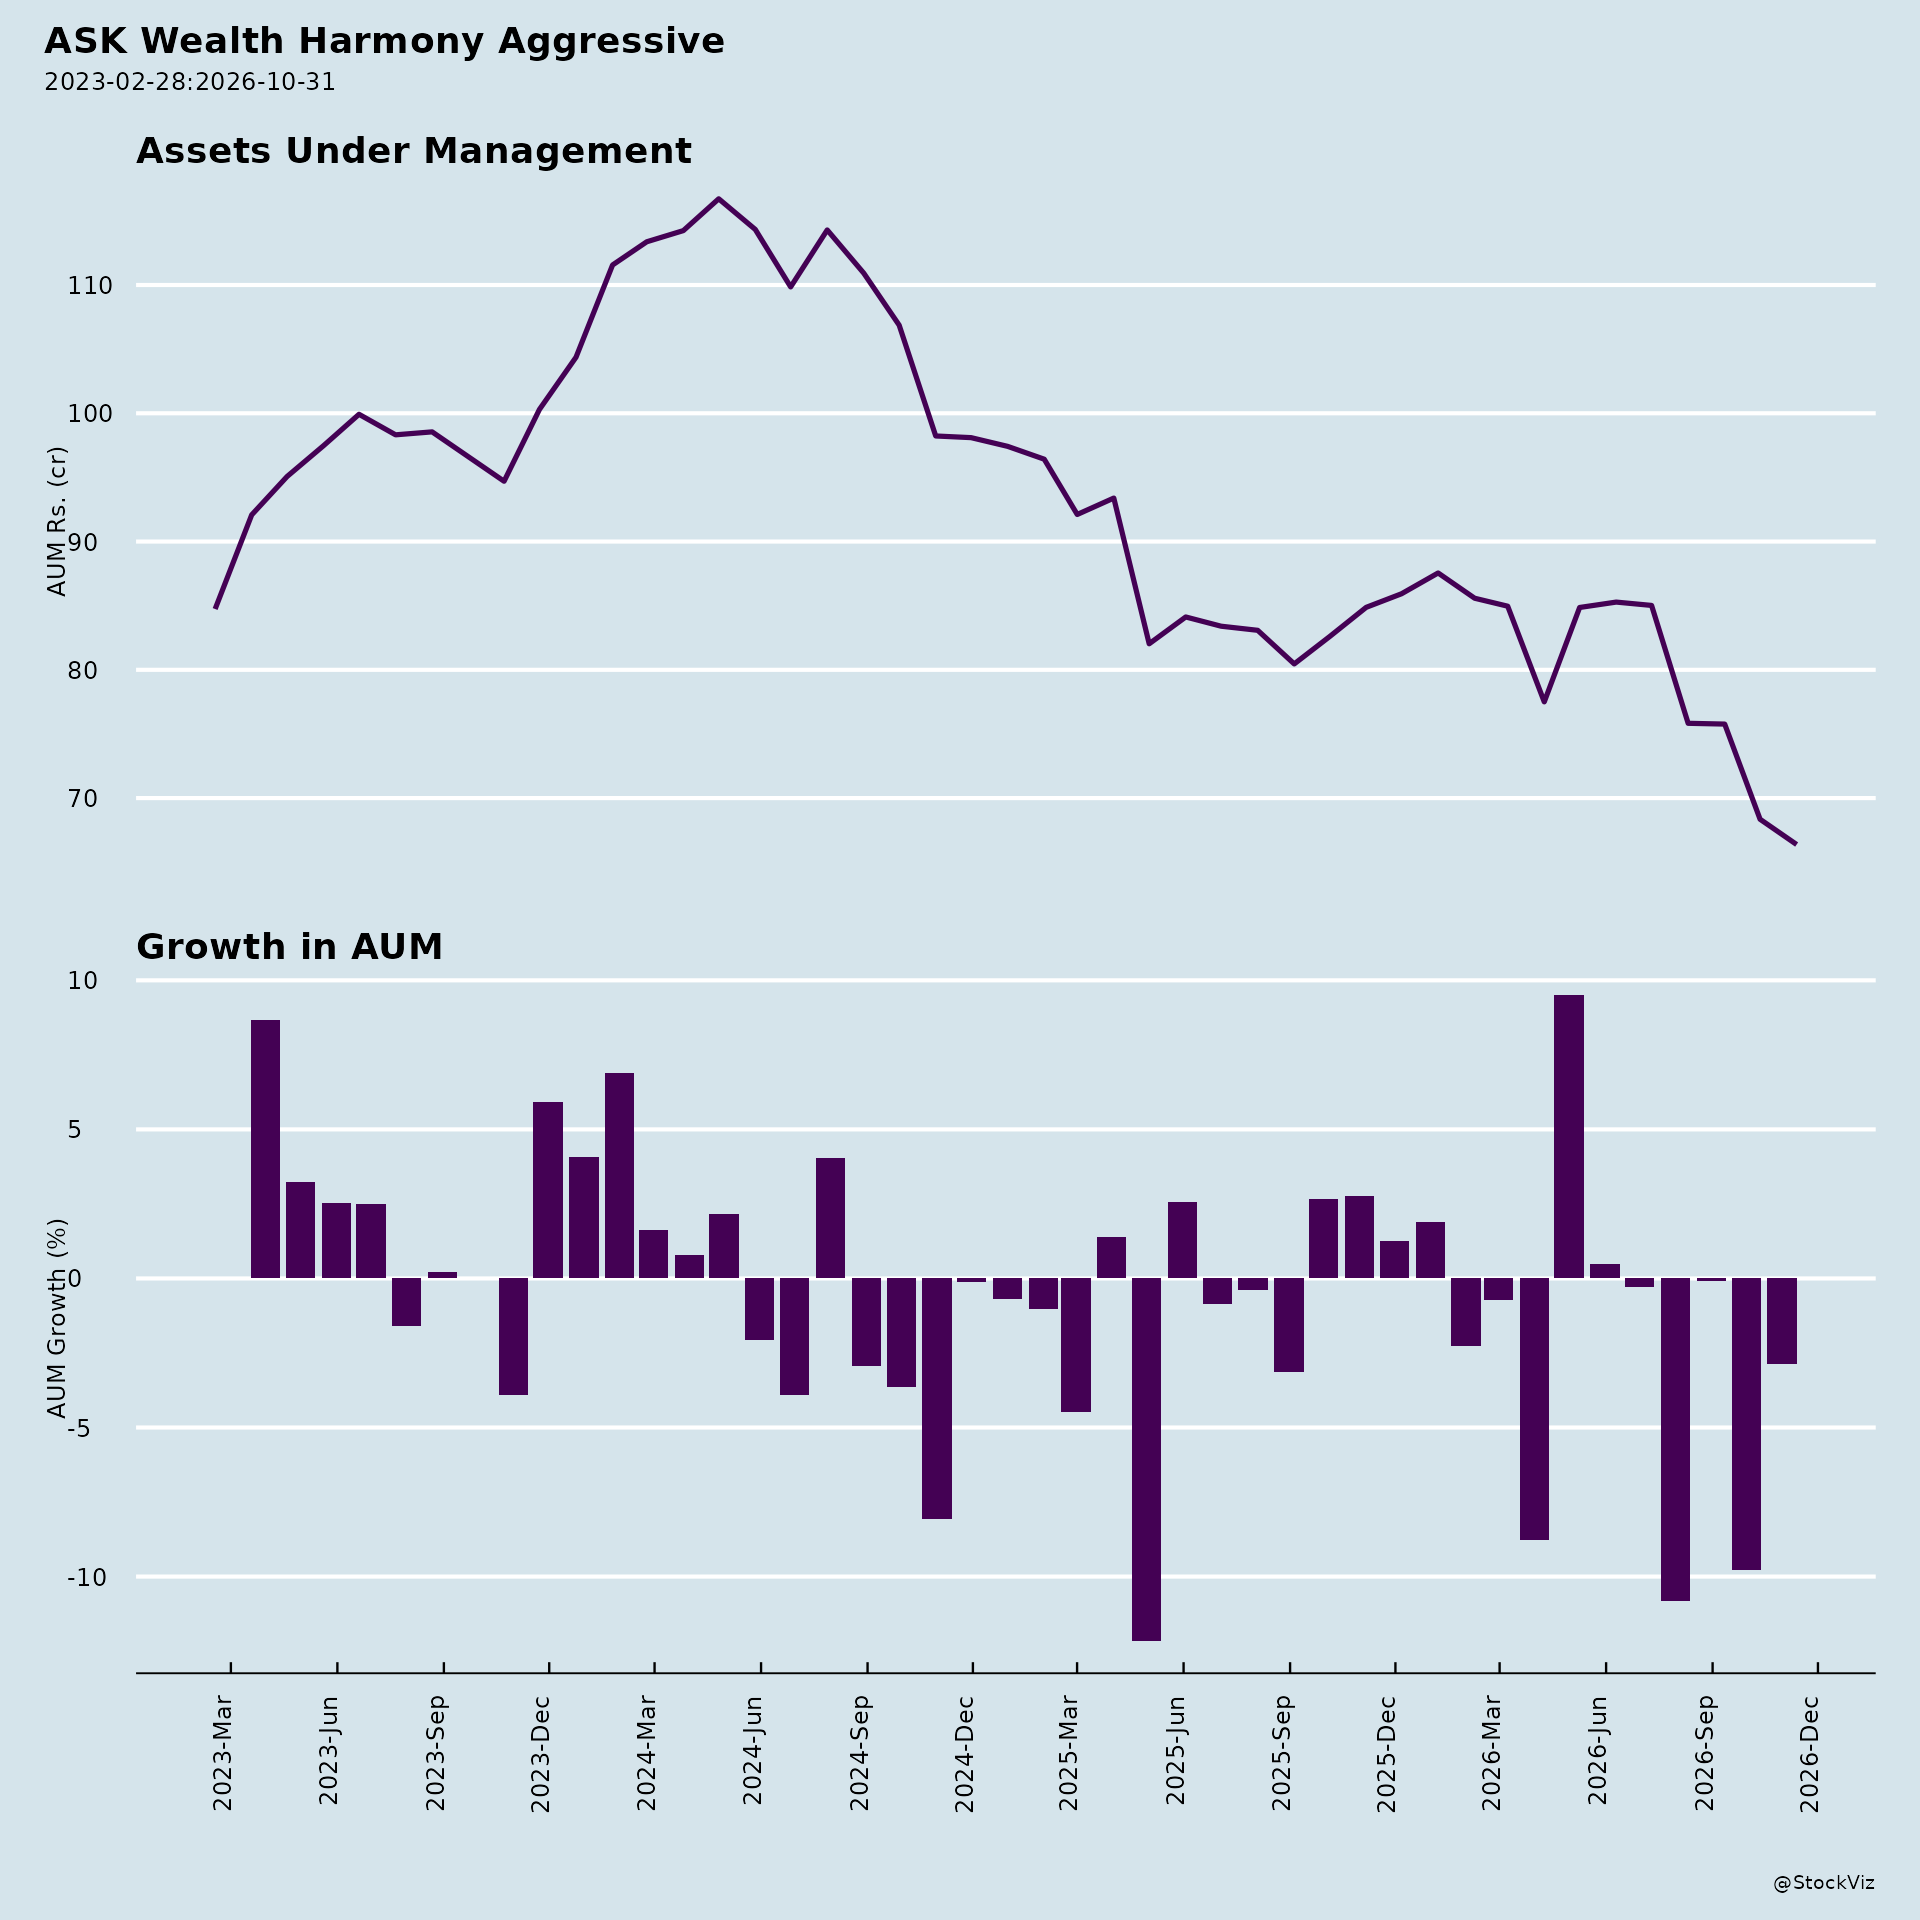 ASK Wealth Harmony Aggressive
2023-02-28:2026-10-31
Assets Under Management
AUM Rs. (cr)
110
100
90
80
70
Growth in AUM
AUM Growth (%)
10
5
0
-5
-10
2023-Mar
2023-Jun
2023-Sep
2023-Dec
2024-Mar
2024-Jun
2024-Sep
2024-Dec
2025-Mar
2025-Jun
2025-Sep
2025-Dec
2026-Mar
2026-Jun
2026-Sep
2026-Dec
@StockViz